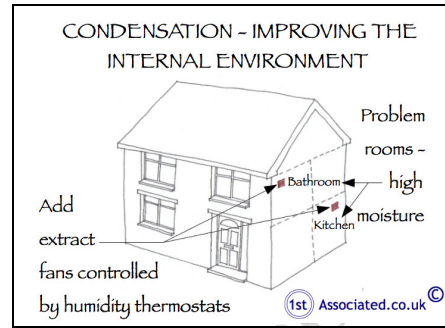 CONDENSATION - IMPROVING THE
INTERNAL ENVIRONMENT
Problem
rooms -
high
moisture
Bathroom
Kitchen
Add
extract
fans controlled
by humidity thermostats
1st Associated.co.uk ©